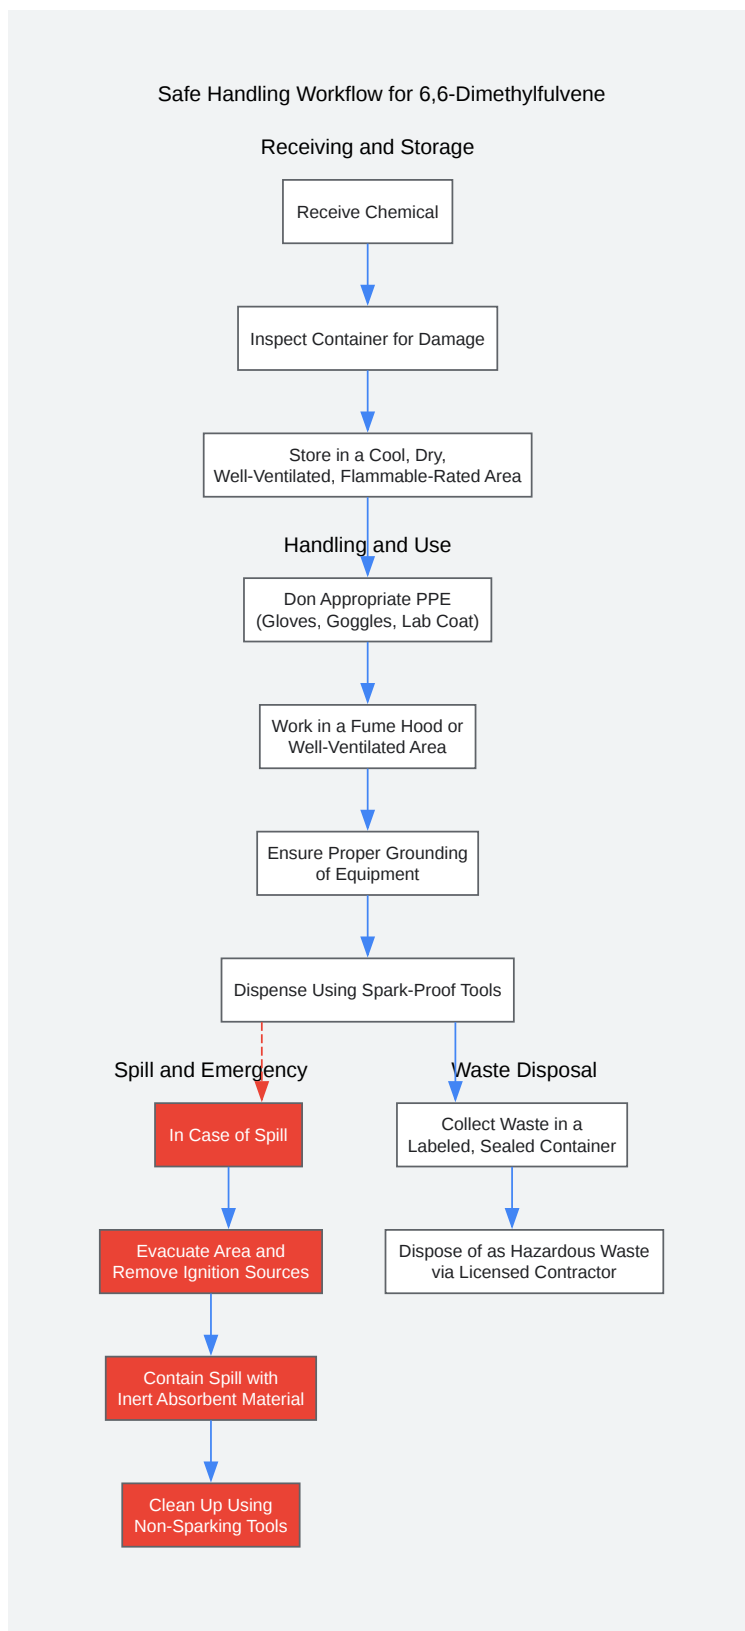 Safe Handling Workflow for 6,6-Dimethylfulvene
Receiving and Storage
Receive Chemical
Inspect Container for Damage
Store in a Cool, Dry,
Well-Ventilated, Flammable-Rated Area
Handling and Use
Don Appropriate PPE
(Gloves, Goggles, Lab Coat)
Work in a Fume Hood or
Well-Ventilated Area
Ensure Proper Grounding
of Equipment
Dispense Using Spark-Proof Tools
Spill and Emergency
In Case of Spill
Evacuate Area and
Remove Ignition Sources
Contain Spill with
Inert Absorbent Material
Clean Up Using
Non-Sparking Tools
Waste Disposal
Collect Waste in a
Labeled, Sealed Container
Dispose of as Hazardous Waste
via Licensed Contractor